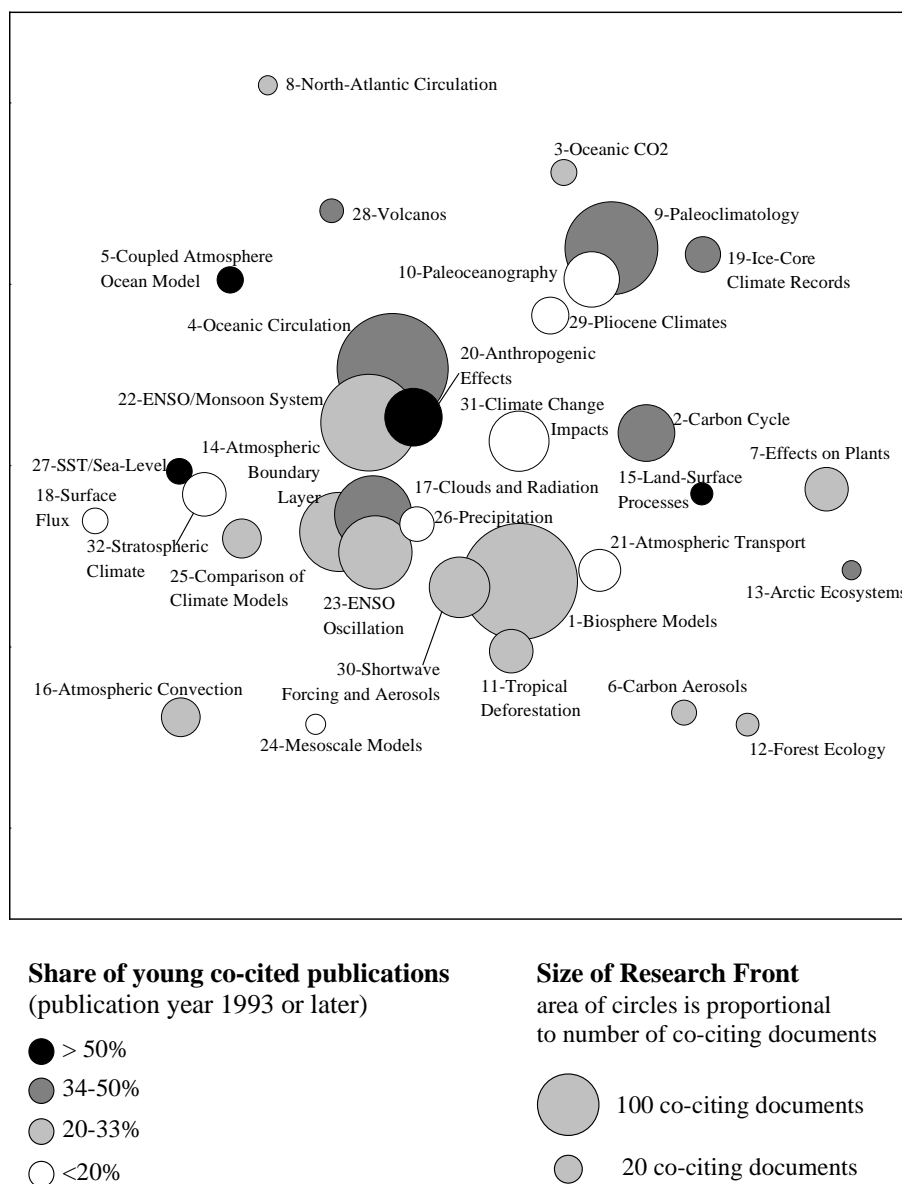 8-North-Atlantic Circulation
3-Oceanic CO2
28-Volcanos
9-Paleoclimatology
5-Coupled Atmosphere
Ocean Model
10-Paleoceanography
19-Ice-Core
Climate Records
4-Oceanic Circulation
29-Pliocene Climates
20-Anthropogenic
Effects
22-ENSO/Monsoon System
31-Climate Change
Impacts
2-Carbon Cycle
14-Atmospheric
Boundary
Layer
7-Effects on Plants
27-SST/Sea-Level
15-Land-Surface
Processes
18-Surface
Flux
17-Clouds and Radiation
26-Precipitation
32-Stratospheric
Climate
21-Atmospheric Transport
25-Comparison of
Climate Models
13-Arctic Ecosystems
23-ENSO
Oscillation
1-Biosphere Models
30-Shortwave
Forcing and Aerosols
11-Tropical
Deforestation
16-Atmospheric Convection
6-Carbon Aerosols
24-Mesoscale Models
12-Forest Ecology
Share of young co-cited publications
(publication year 1993 or later)
> 50%
34-50%
20-33%
<20%
Size of Research Front
area of circles is proportional
to number of co-citing documents
100 co-citing documents
20 co-citing documents